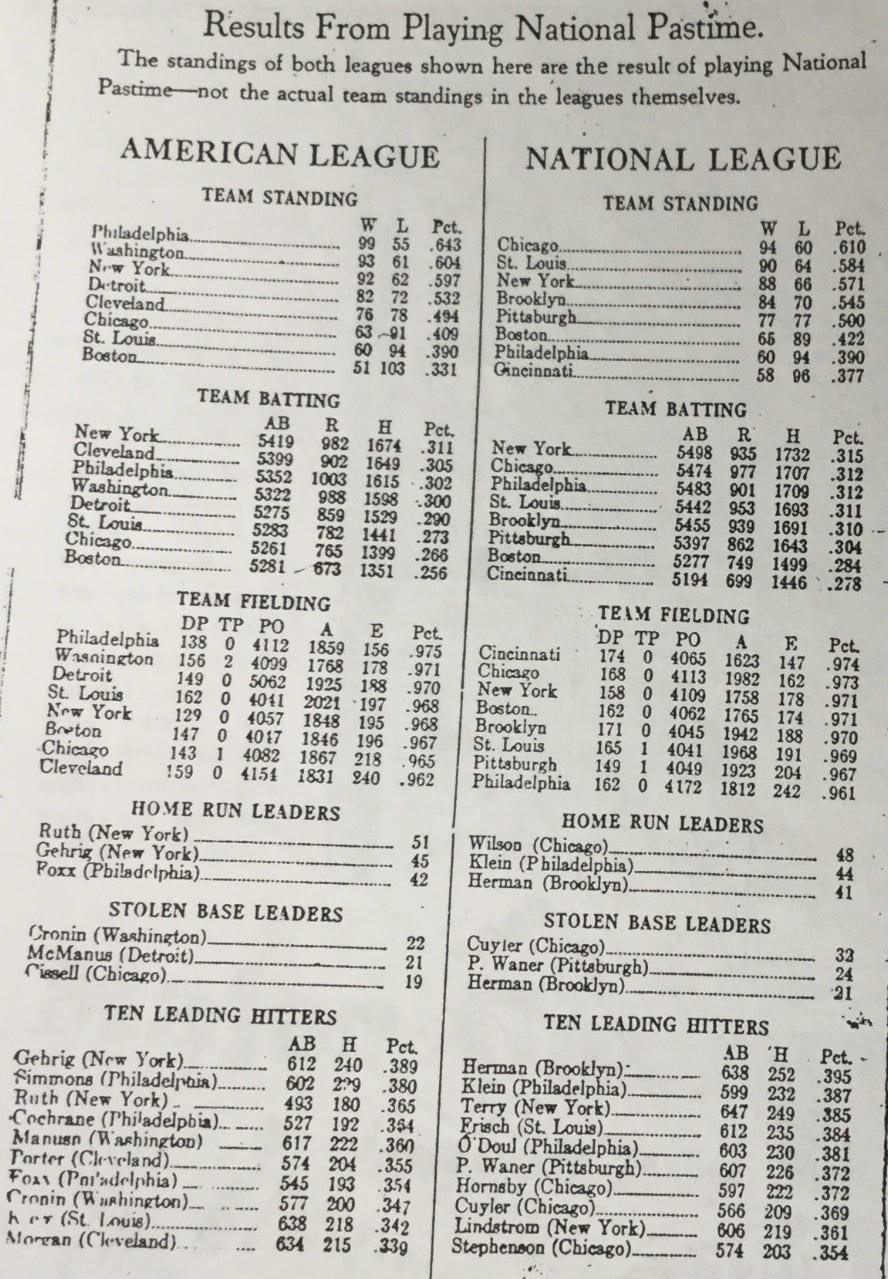 Results From Playing National Pastime.
The standings of both leagues shown here are the result of playing National
Pastime—not the actual team standings in the leagues themselves.
AMERICAN LEAGUE
TEAM STANDING
W L Pct.
Philadelphia 99 55 .643
Washington 93 61 .604
New York 92 62 .597
Detroit 82 72 .532
Cleveland 76 78 .494
Chicago 63 91 .409
St. Louis 60 94 .390
Boston 51 103 .331
TEAM BATTING
AB R H Pct.
New York 5419 982 1674 .311
Cleveland 5399 902 1649 .305
Philadelphia 5352 1003 1615 .302
Washington 5322 988 1598 .300
Detroit 5275 859 1529 .290
St. Louis 5283 782 1441 .273
Chicago 5261 765 1399 .266
Boston 5281 673 1351 .256
TEAM FIELDING
DP TP PO A E Pct.
Philadelphia 138 0 4112 1859 156 .975
Washington 156 2 4099 1768 178 .971
Detroit 149 0 5062 1925 188 .970
St. Louis 162 0 4041 2021 197 .968
New York 129 0 4057 1848 195 .968
Boston 147 0 4047 1846 196 .967
Chicago 143 1 4082 1867 218 .965
Cleveland 159 0 4154 1831 240 .962
HOME RUN LEADERS
Ruth (New York) 51
Gehrig (New York) 45
Foxx (Philadelphia) 42
STOLEN BASE LEADERS
Cronin (Washington) 22
McManus (Detroit) 21
Cissell (Chicago) 19
TEN LEADING HITTERS
AB H Pct.
Gehrig (New York) 612 240 .389
Simmons (Philadelphia) 602 229 .380
Ruth (New York) 493 180 .365
Cochrane (Philadelphia) 527 192 .364
Manush (Washington) 617 222 .360
Porter (Cleveland) 574 204 .355
Foxx (Philadelphia) 545 193 .354
Cronin (Washington) 577 200 .347
(St. Louis) 638 218 .342
Morgan (Cleveland) 634 215 .339
NATIONAL LEAGUE
TEAM STANDING
W L Pct.
Chicago 94 60 .610
St. Louis 90 64 .584
New York 88 66 .571
Brooklyn 84 70 .545
Pittsburgh 77 77 .500
Boston 65 89 .422
Philadelphia 60 94 .390
Cincinnati 58 96 .377
TEAM BATTING
AB R H Pct.
New York 5498 935 1732 .315
Chicago 5474 977 1707 .312
Philadelphia 5483 901 1709 .312
St. Louis 5442 953 1693 .311
Brooklyn 5455 939 1691 .310
Pittsburgh 5397 862 1643 .304
Boston 5277 749 1499 .284
Cincinnati 5194 699 1446 .278
TEAM FIELDING
DP TP PO A E Pct.
Cincinnati 174 0 4065 1623 147 .974
Chicago 168 0 4113 1982 162 .973
New York 158 0 4109 1758 178 .971
Boston 162 0 4062 1765 174 .971
Brooklyn 171 0 4045 1942 188 .970
St. Louis 165 1 4041 1968 191 .969
Pittsburgh 149 1 4049 1923 204 .967
Philadelphia 162 0 4172 1812 242 .961
HOME RUN LEADERS
Wilson (Chicago) 48
Klein (Philadelphia) 44
Herman (Brooklyn) 41
STOLEN BASE LEADERS
Cuyler (Chicago) 32
P. Waner (Pittsburgh) 24
Herman (Brooklyn) 21
TEN LEADING HITTERS
AB H Pct.
Herman (Brooklyn) 638 252 .395
Klein (Philadelphia) 599 232 .387
Terry (New York) 647 249 .385
Frisch (St. Louis) 612 235 .384
O'Doul (Philadelphia) 603 230 .381
P. Waner (Pittsburgh) 607 226 .372
Hornsby (Chicago) 597 222 .372
Cuyler (Chicago) 566 209 .369
Lindstrom (New York) 606 219 .361
Stephenson (Chicago) 574 203 .354